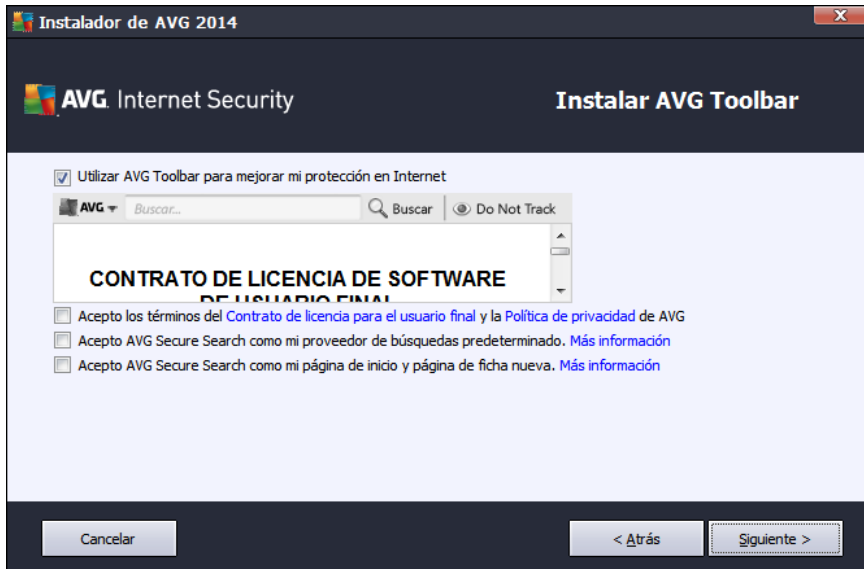 Instalador de AVG 2014
AVG. Internet Security
Instalar AVG Toolbar
Utilizar AVG Toolbar para mejorar mi protección en Internet
AVG Buscar... Buscar Do Not Track
CONTRATO DE LICENCIA DE SOFTWARE
DE USUARIO FINAL
Acepto los términos del Contrato de licencia para el usuario final y la Política de privacidad de AVG
Acepto AVG Secure Search como mi proveedor de búsquedas predeterminado. Más información
Acepto AVG Secure Search como mi página de inicio y página de ficha nueva. Más información
Cancelar
< Atrás
Siguiente >